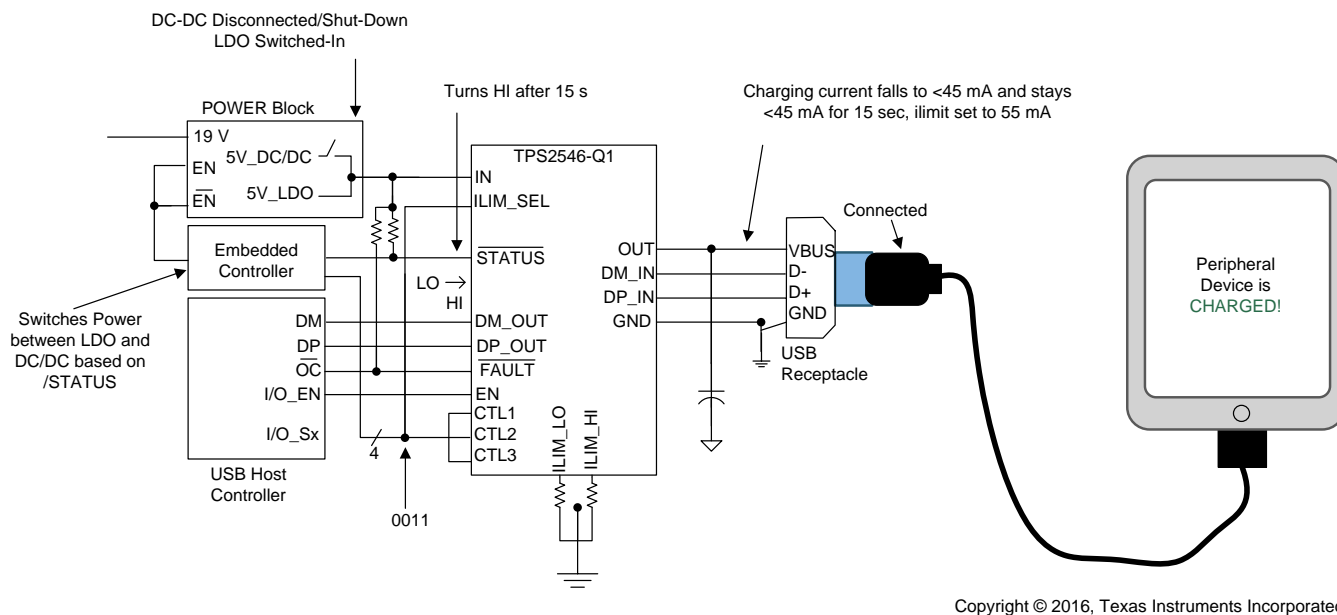 DC-DC Disconnected/Shut-Down
LDO Switched-In
Turns HI after 15 s
Charging current falls to <45 mA and stays
<45 mA for 15 sec, ilimit set to 55 mA
POWER Block
19 V
5V_DC/DC
EN
5V_LDO
EN
Embedded
Controller
Switches Power
between LDO and
DC/DC based on
/STATUS
DM
DP
OC
I/O_EN
I/O_Sx
USB Host
Controller
4
0011
LO
HI
TPS2546-Q1
IN
ILIM_SEL
STATUS
DM_OUT
DP_OUT
FAULT
EN
CTL1
CTL2
CTL3
ILIM_LO
ILIM_HI
OUT
DM_IN
DP_IN
GND
VBUS
D-
D+
GND
USB
Receptacle
Connected
Peripheral
Device is
CHARGED!
Copyright © 2016, Texas Instruments Incorporated